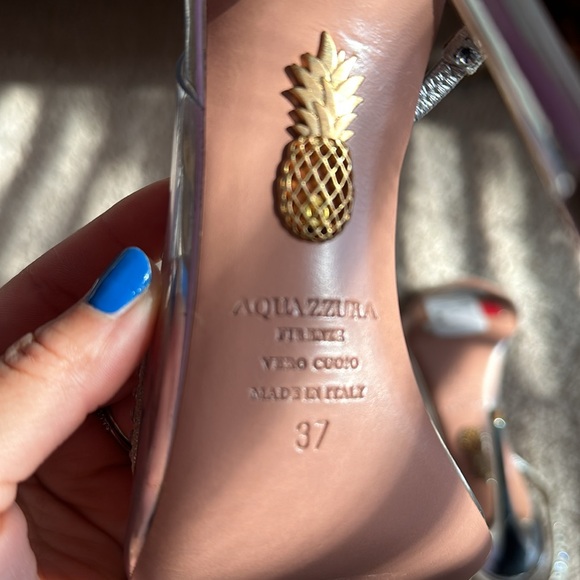 AQUAZZURA
FIRENZE
VERO CUOIO
MADE IN ITALY
37